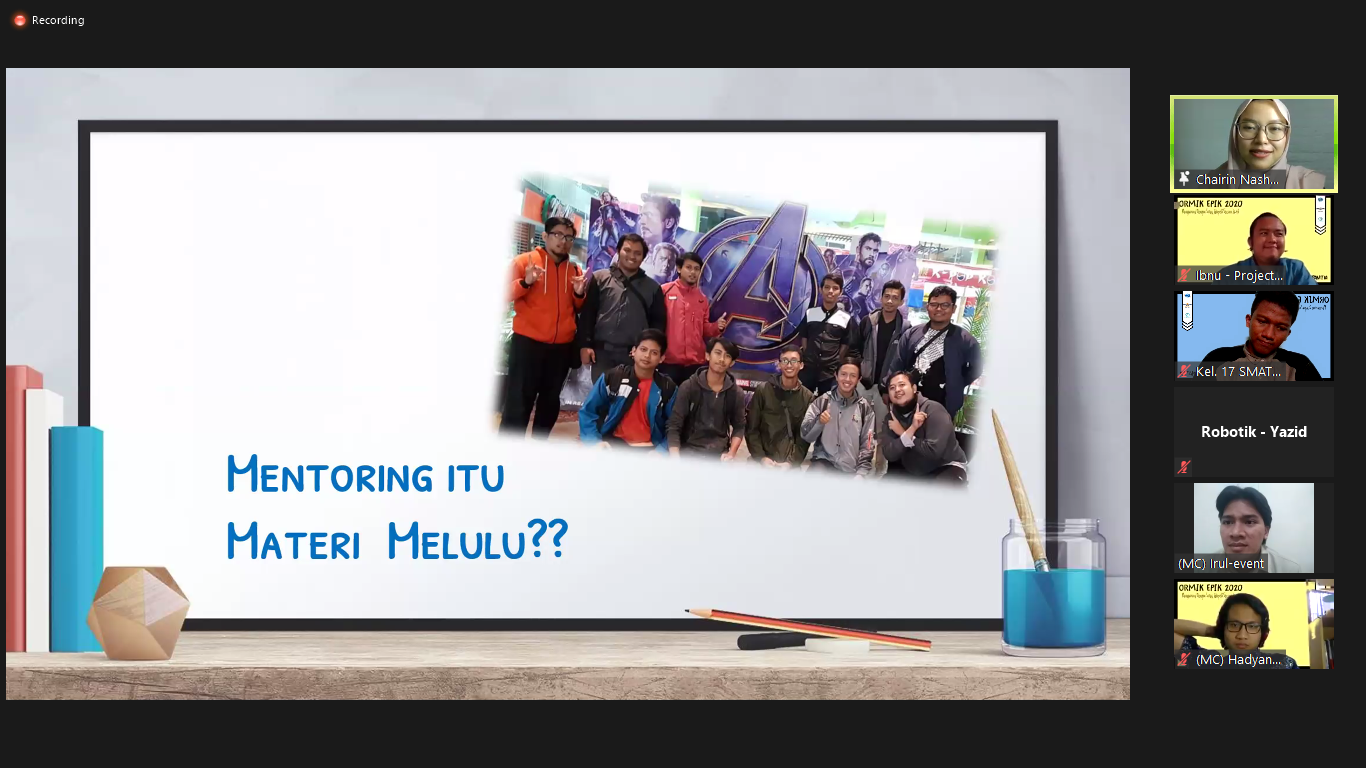 Recording
Mentoring itu
Materi Melulu??
Chairin Nash...
ORMIK EPIK 2020
Ibnu - Project...
Kel. 17 SMAT...
Robotik - Yazid
(MC) Irul-event
ORMIK EPIK 2020
(MC) Hadyan...